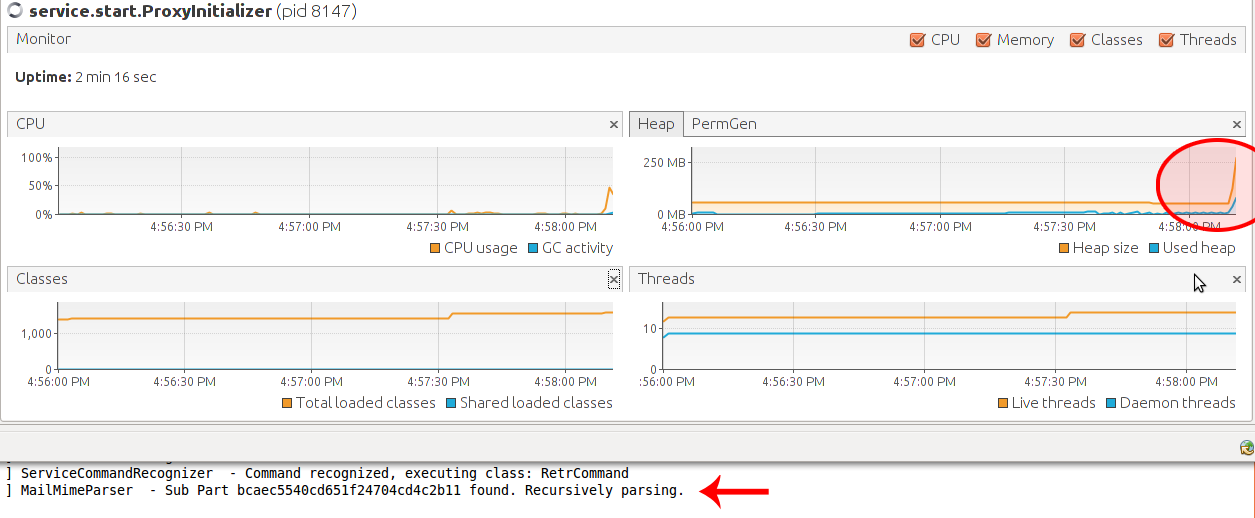 service.start.ProxyInitializer (pid 8147)
Monitor
CPU Memory Classes Threads
Uptime: 2 min 16 sec
CPU
100%
50%
0%
4:56:30 PM 4:57:00 PM 4:57:30 PM 4:58:00 PM
CPU usage GC activity
Heap PermGen
250 MB
0 MB
4:56:00 PM 4:56:30 PM 4:57:00 PM 4:57:30 PM 4:58:00 PM
Heap size Used heap
Classes
1,000
0
4:56:00 PM 4:56:30 PM 4:57:00 PM 4:57:30 PM 4:58:00 PM
Total loaded classes Shared loaded classes
Threads
10
0
:56:00 PM 4:56:30 PM 4:57:00 PM 4:57:30 PM 4:58:00 PM
Live threads Daemon threads
] ServiceCommandRecognizer - Command recognized, executing class: RetrCommand
] MailMimeParser - Sub Part bcaec5540cd651f24704cd4c2b11 found. Recursively parsing.